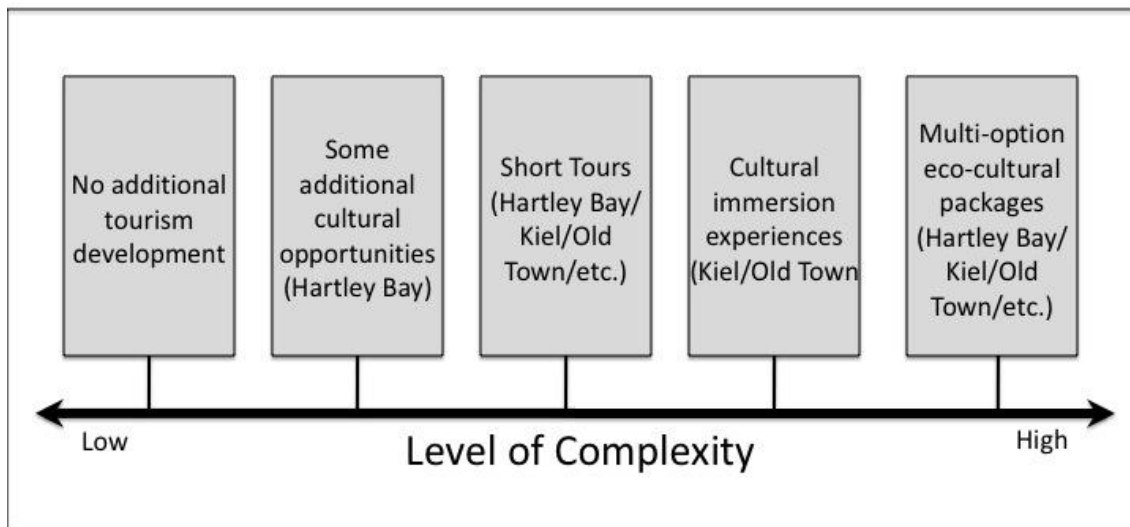 No additional
tourism
development
Some
additional
cultural
opportunities
(Hartley Bay)
Short Tours
(Hartley Bay/
Kiel/Old
Town/etc.)
Cultural
immersion
experiences
(Kiel/Old Town
Multi-option
eco-cultural
packages
(Hartley Bay/
Kiel/Old
Town/etc.)
Low
Level of Complexity
High